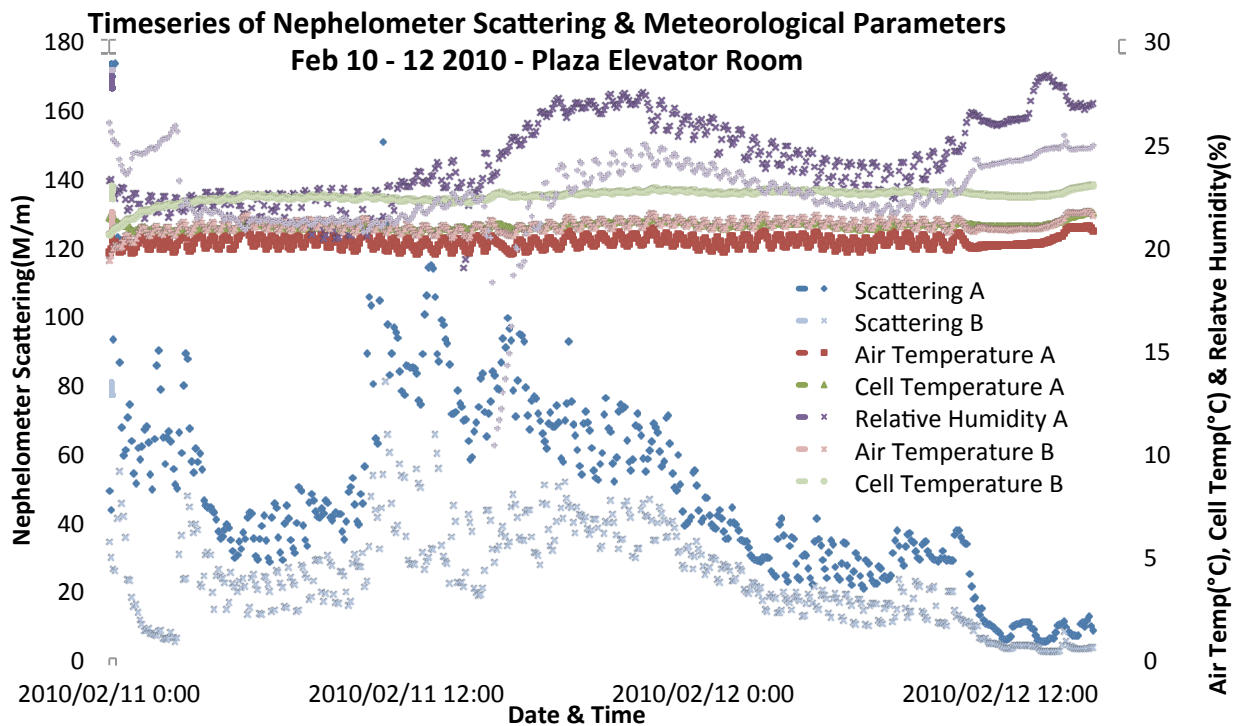 Timeseries of Nephelometer Scattering & Meteorological Parameters
Feb 10 - 12 2010 - Plaza Elevator Room
Nephelometer Scattering(M/m)
180
160
140
120
100
80
60
40
20
0
30
25
20
15
10
5
0
Air Temp(°C), Cell Temp(°C) & Relatve Humidity(%)
Scattering A
Scattering B
Air Temperature A
Cell Temperature A
Relative Humidity A
Air Temperature B
Cell Temperature B
2010/02/11 0:00 2010/02/11 12:00 2010/02/12 0:00 2010/02/12 12:00
Date & Time